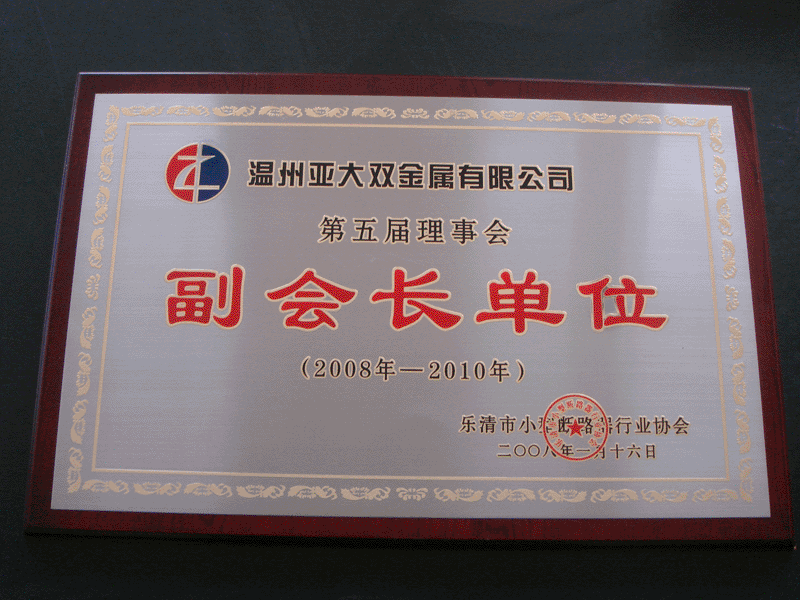 温州亚大双金属有限公司
第五届理事会
副会长单位
(2008年—2010年)
乐清市小型断路器行业协会
二〇〇八年一月十六日